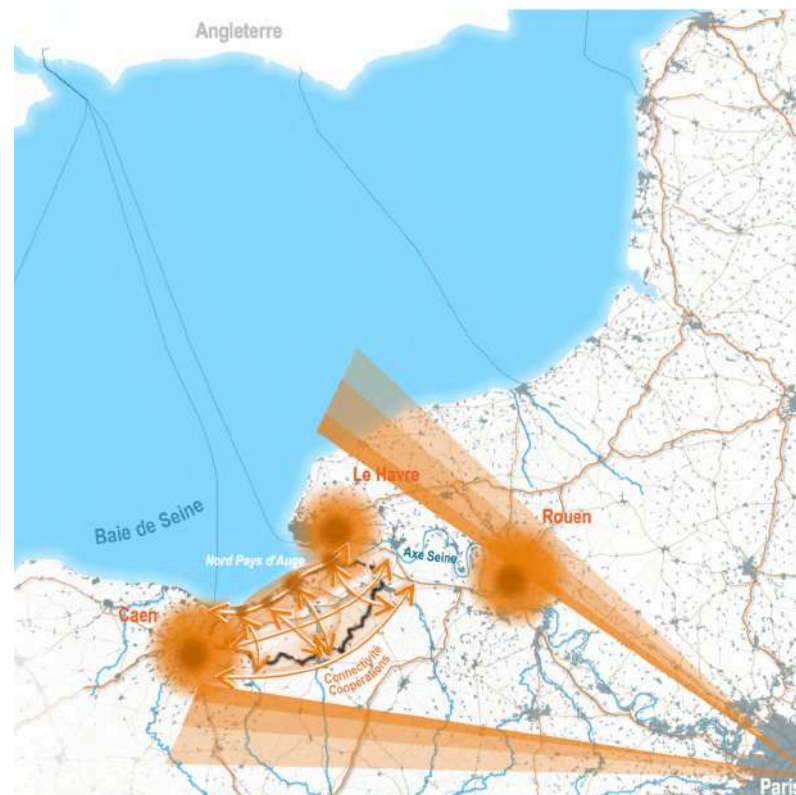 Angleterre
Le Havre
Rouen
Baie de Seine
Axe Seine
Nord Pays d'Auge
Caen
Connectivité
Coopérations
Paris